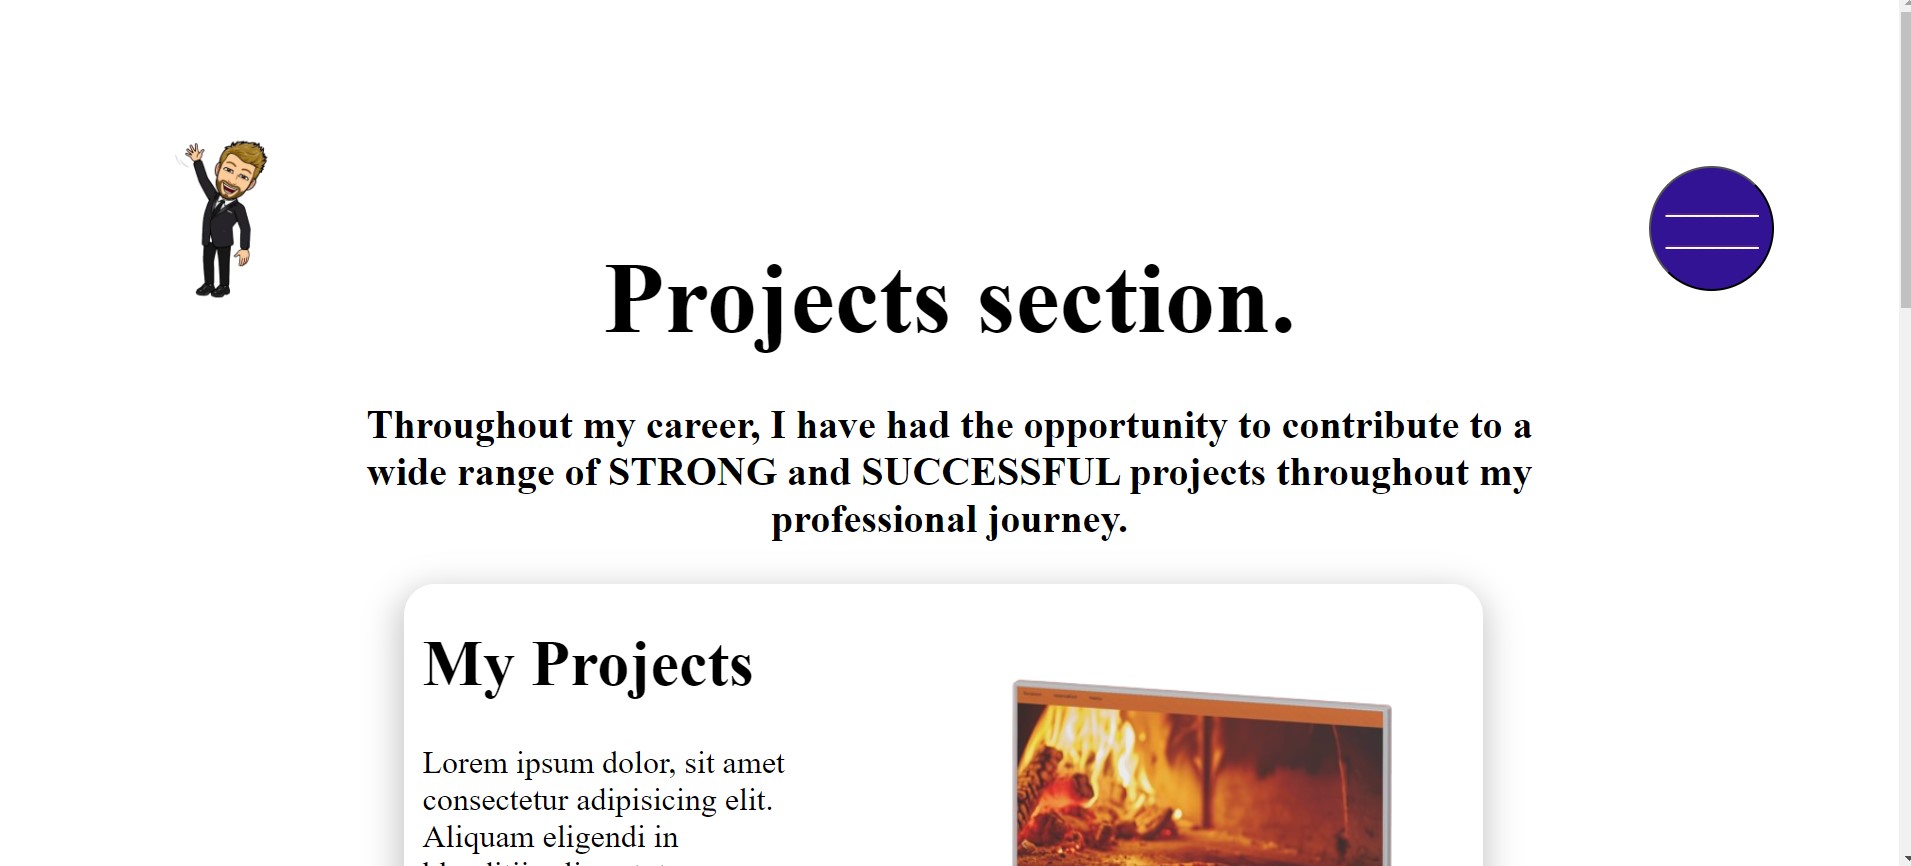 Projects section.
Throughout my career, I have had the opportunity to contribute to a
wide range of STRONG and SUCCESSFUL projects throughout my
professional journey.
My Projects
Lorem ipsum dolor, sit amet
consectetur adipisicing elit.
Aliquam eligendi in